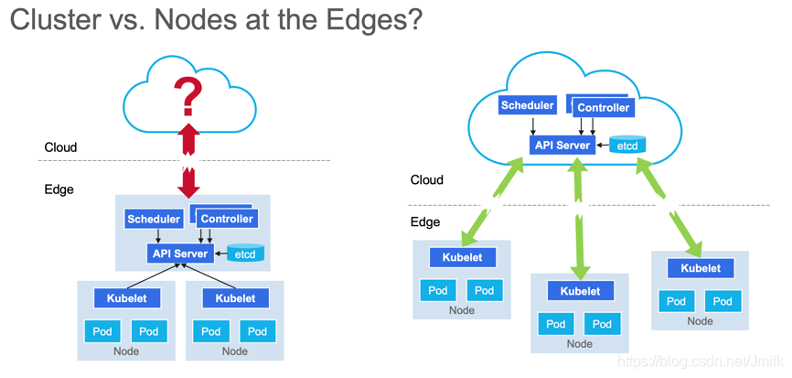 Cluster vs. Nodes at the Edges?
?
Cloud
Edge
Scheduler
Controller
API Server
etcd
Kubelet
Kubelet
Pod
Pod
Pod
Pod
Node
Node
Scheduler
Controller
API Server
etcd
Cloud
Edge
Kubelet
Pod
Pod
Node
Kubelet
Pod
Pod
Node
Kubelet
Pod
Pod
Node
https://blog.csdn.net/Jmilk